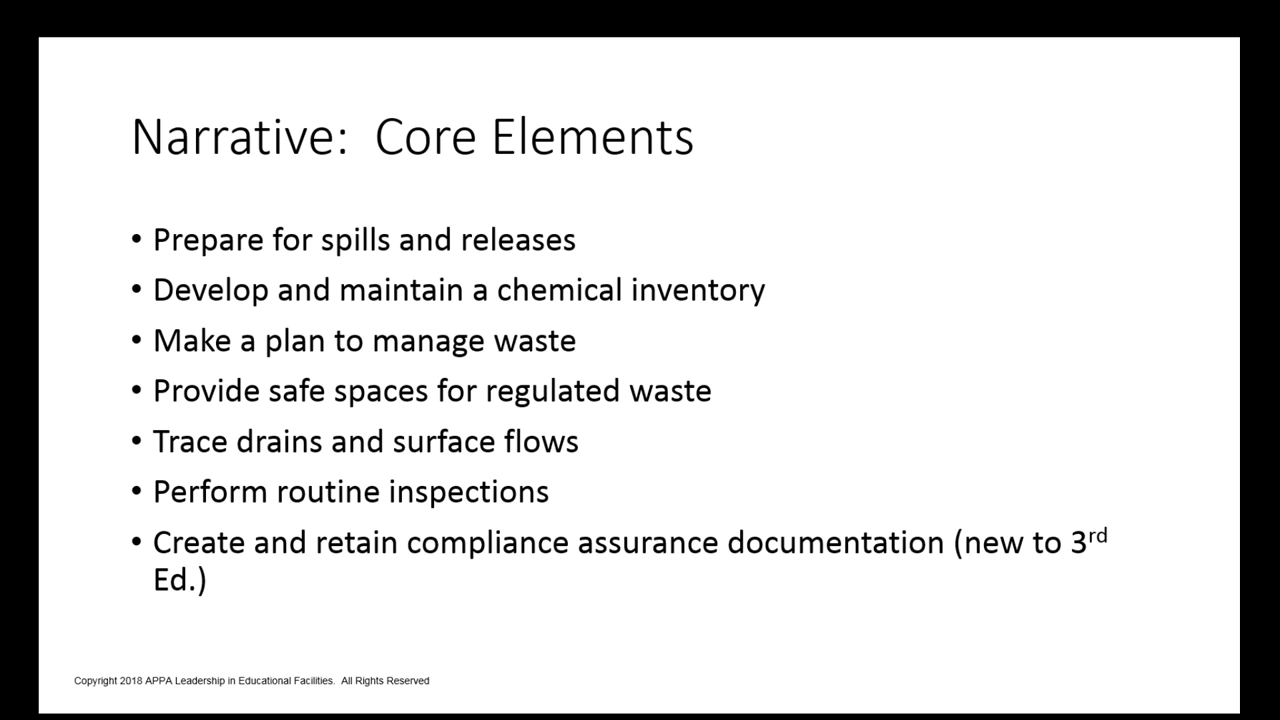 Narrative:  Core Elements
• Prepare for spills and releases
• Develop and maintain a chemical inventory
• Make a plan to manage waste
• Provide safe spaces for regulated waste
• Trace drains and surface flows
• Perform routine inspections
• Create and retain compliance assurance documentation (new to 3rd
Ed.)
Copyright 2018 APPA Leadership in Educational Facilities.  All Rights Reserved